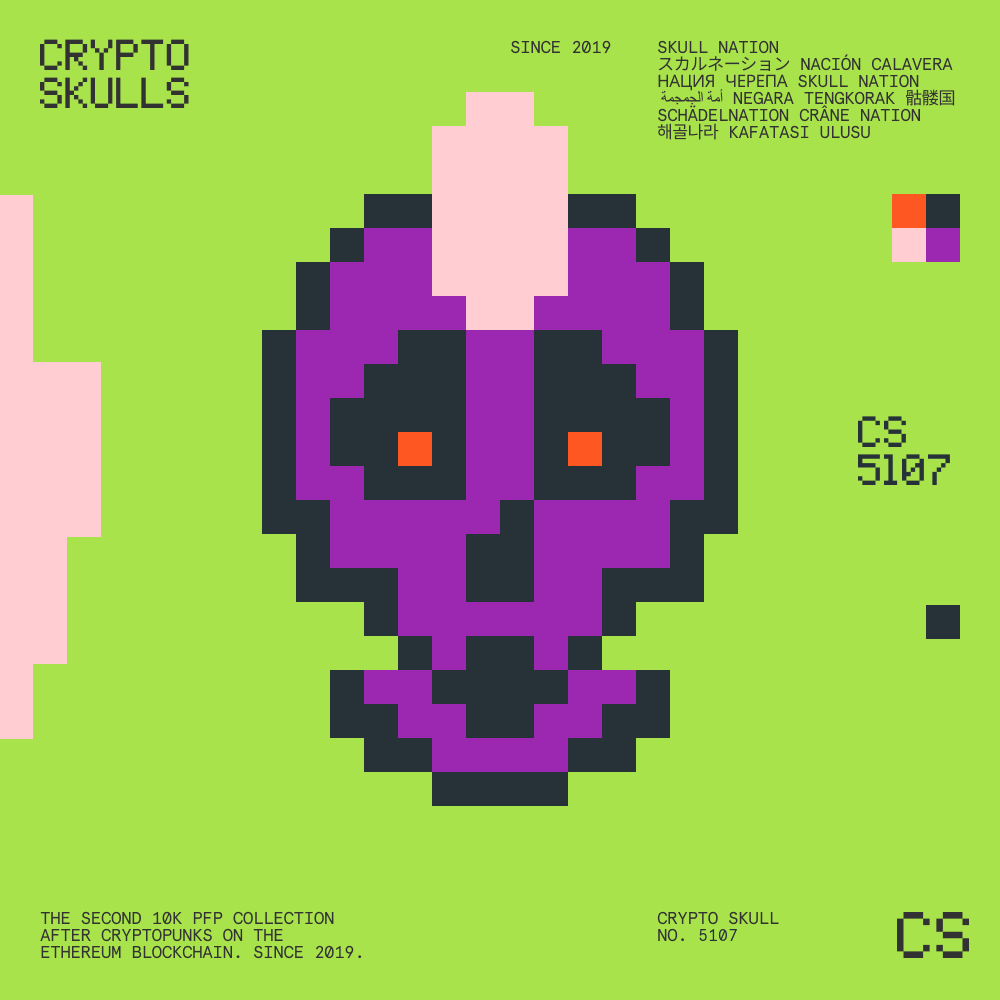 CRYPTO
SKULLS
SINCE 2019
SKULL NATION
スカルネーション NACIÓN CALAVERA
НАЦИЯ ЧЕРЕПА SKULL NATION
أمة الجمجمة NEGARA TENGKORAK 骷髅国
SCHÄDELNATION CRÂNE NATION
해골나라 KAFATASI ULUSU
CS
5107
THE SECOND 10K PFP COLLECTION
AFTER CRYPTOPUNKS ON THE
ETHEREUM BLOCKCHAIN. SINCE 2019.
CRYPTO SKULL
NO. 5107
CS